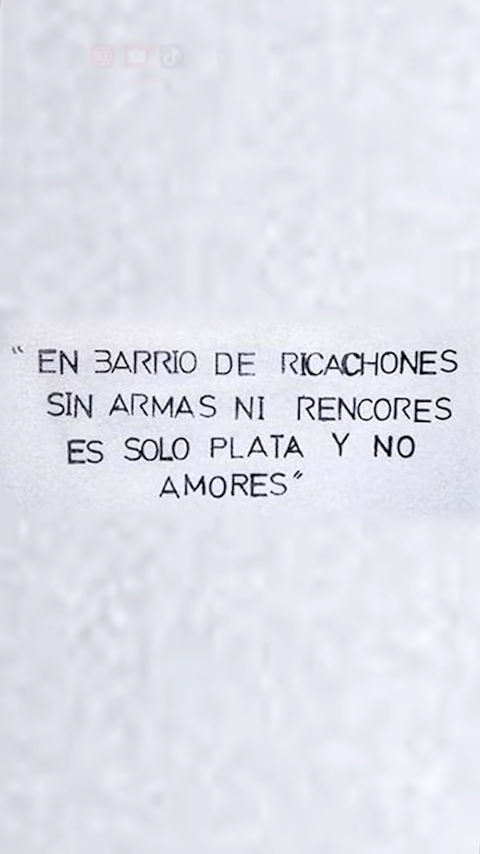 “ EN BARRIO DE RICACHONES
SIN ARMAS NI RENCORES
ES SOLO PLATA Y NO
AMORES”